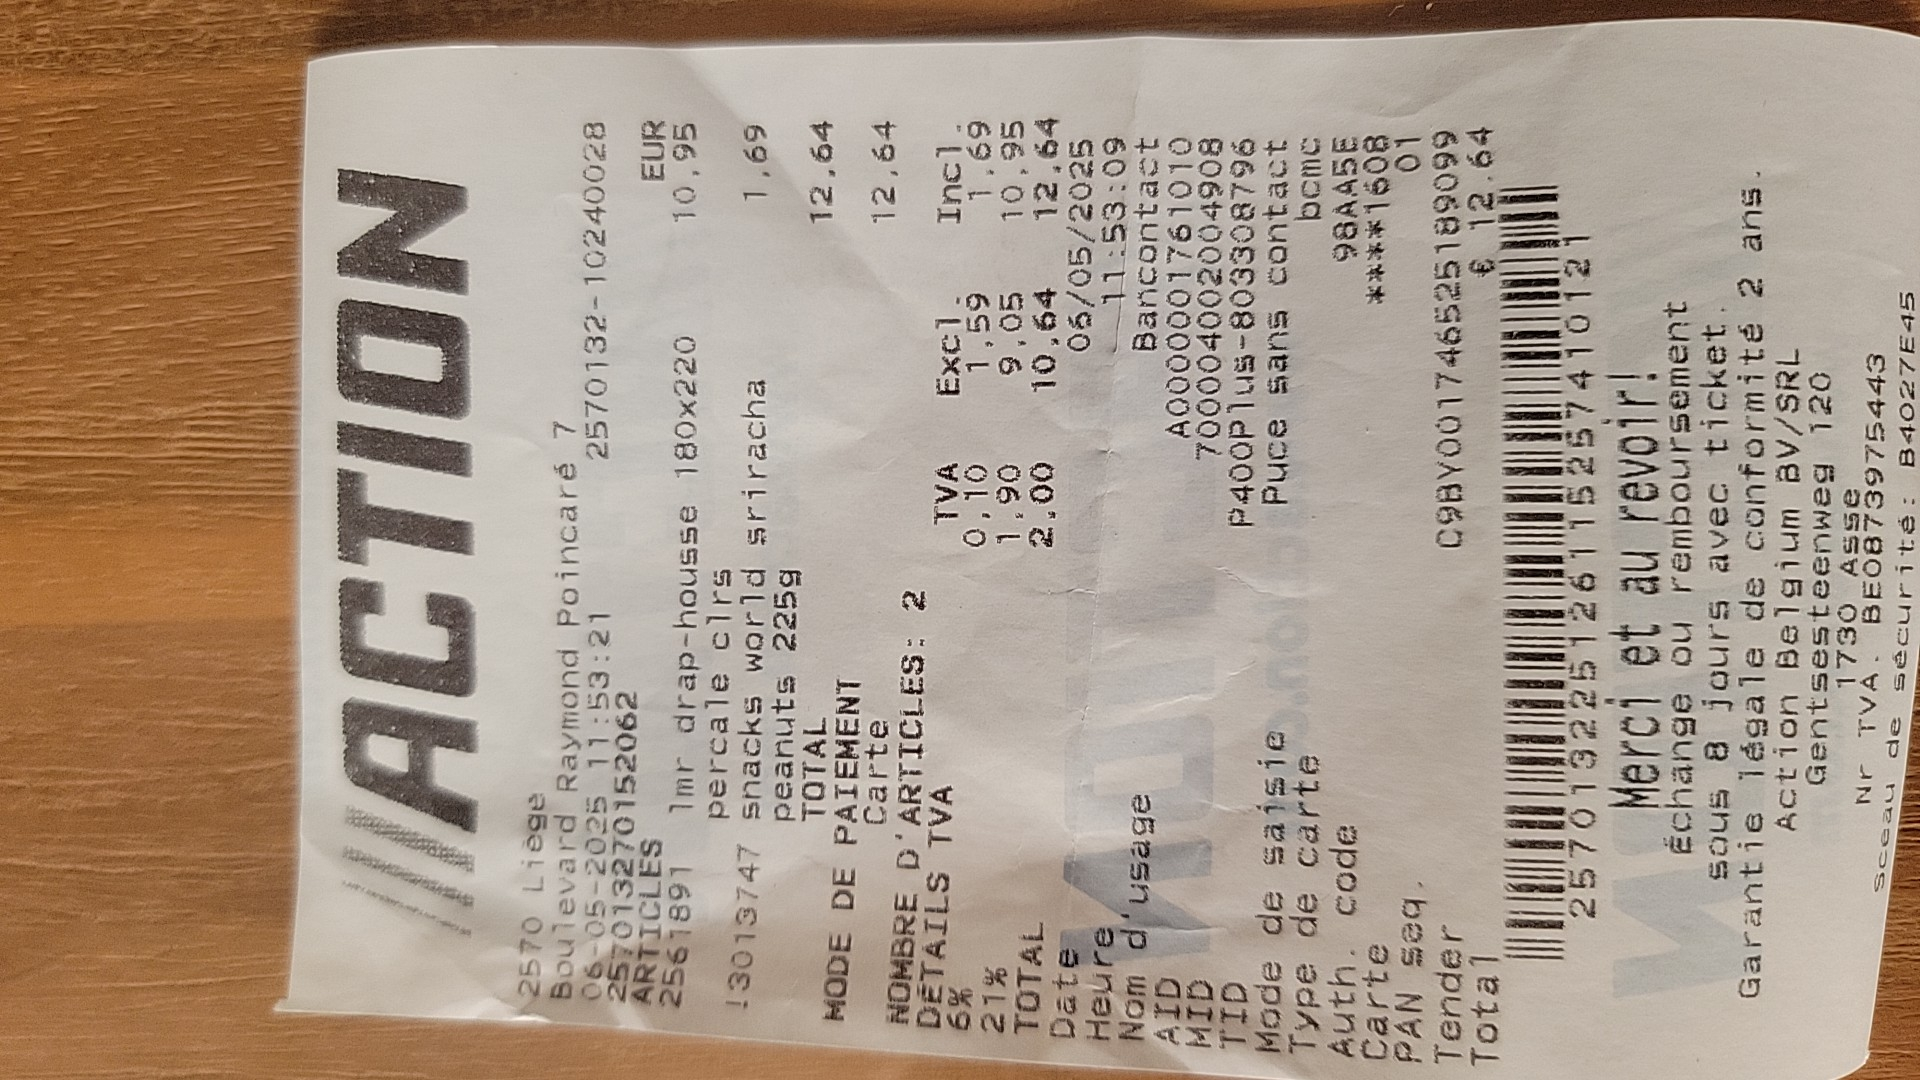 ACTION
2570 Liège
Boulevard Raymond Poincaré 7
06-05-2025 11:53:21 2570132-10240028
2570132701520​62
ARTICLES EUR
2561891 1mr drap-housse 180x220 10,95
percale clrs
!3013747 snacks world sriracha 1,69
peanuts 225g
TOTAL 12,64
MODE DE PAIEMENT
Carte 12,64
NOMBRE D'ARTICLES: 2
DÉTAILS TVA TVA Excl. Incl.
6% 0,10 1,59 1,69
21% 1,90 9,05 10,95
TOTAL 2,00 10,64 12,64
Date 06/05/2025
Heure 11:53:09
Nom d'usage Bancontact
AID A0000001761010
MID 700004002004908
TID P400Plus-803308796
Mode de saisie Puce sans contact
Type de carte bcmc
Auth. code 98AA5E
Carte ****1608
PAN seq. 01
Tender C9BY001746525189099
Total € 12.64
2570132251261152574101​21
Merci et au revoir!
Échange ou remboursement
sous 8 jours avec ticket.
Garantie légale de conformité 2 ans.
Action Belgium BV/SRL
Gentsesteenweg 120
1730 Asse
Nr TVA. BE0873975443
sceau de sécurité: B4027E45